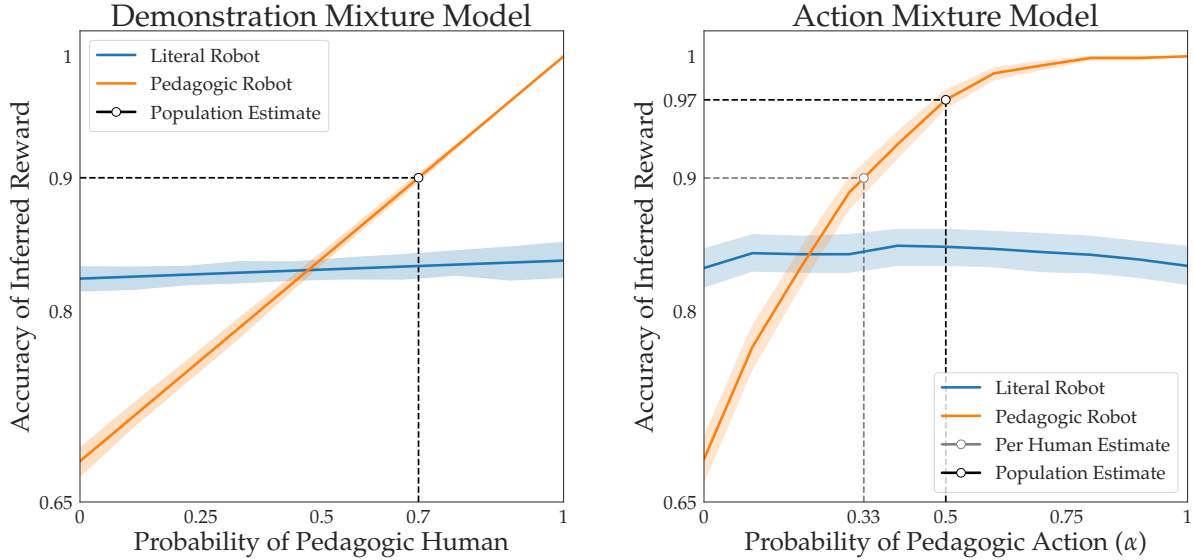 Demonstration Mixture Model
Literal Robot
Pedagogic Robot
Population Estimate
Accuracy of Inferred Reward
1
0.9
0.8
0.65
0
0.25
0.5
0.7
1
Probability of Pedagogic Human
Action Mixture Model
Accuracy of Inferred Reward
1
0.97
0.9
0.8
0.65
Literal Robot
Pedagogic Robot
Per Human Estimate
Population Estimate
0
0.33
0.5
0.75
1
Probability of Pedagogic Action (α)